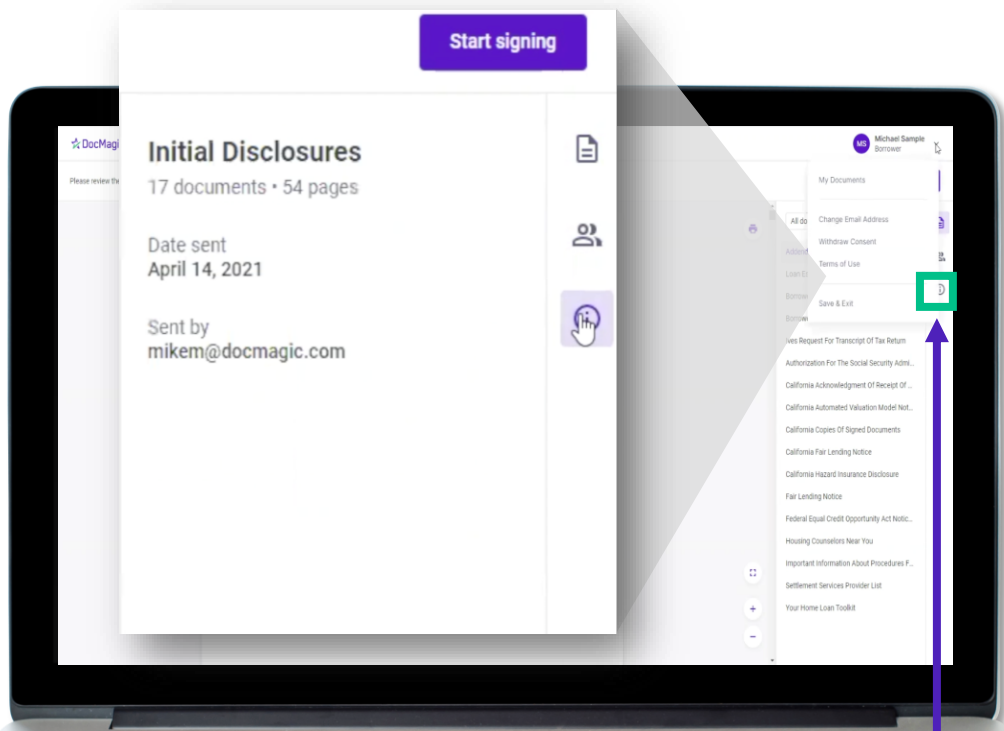 Start signing
Initial Disclosures
17 documents • 54 pages
Date sent
April 14, 2021
Sent by
mikem@docmagic.com
DocMagi
Please review the
MS
Michael Sample
Borrower
My Documents
Change Email Address
Withdraw Consent
Terms of Use
Save & Exit
All do
Loan E
Borrowe
Borrowe
Ives Request For Transcript Of Tax Return
Authorization For The Social Security Admi...
California Acknowledgment Of Receipt Of ...
California Automated Valuation Model Not...
California Copies Of Signed Documents
California Fair Lending Notice
California Hazard Insurance Disclosure
Fair Lending Notice
Federal Equal Credit Opportunity Act Notic...
Housing Counselors Near You
Important Information About Procedures F...
Settlement Services Provider List
Your Home Loan Toolkit